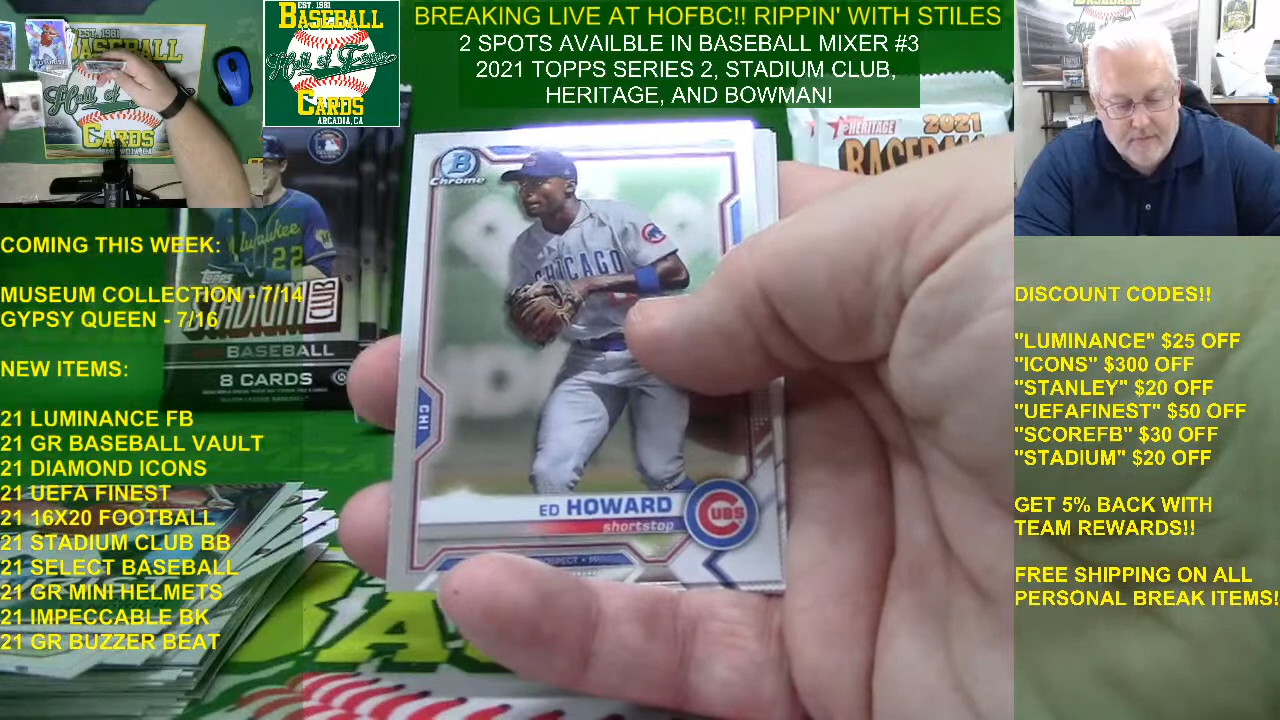 BREAKING LIVE AT HOFBC!! RIPPIN' WITH STILES
2 SPOTS AVAILBLE IN BASEBALL MIXER #3
2021 TOPPS SERIES 2, STADIUM CLUB,
HERITAGE, AND BOWMAN!
EST. 1981
BASEBALL
Hall of Fame
CARDS
ARCADIA, CA
COMING THIS WEEK:
MUSEUM COLLECTION - 7/14
GYPSY QUEEN - 7/16
NEW ITEMS:
21 LUMINANCE FB
21 GR BASEBALL VAULT
21 DIAMOND ICONS
21 UEFA FINEST
21 16X20 FOOTBALL
21 STADIUM CLUB BB
21 SELECT BASEBALL
21 GR MINI HELMETS
21 IMPECCABLE BK
21 GR BUZZER BEAT
DISCOUNT CODES!!
"LUMINANCE" $25 OFF
"ICONS" $300 OFF
"STANLEY" $20 OFF
"UEFAFINEST" $50 OFF
"SCOREFB" $30 OFF
"STADIUM" $20 OFF
GET 5% BACK WITH
TEAM REWARDS!!
FREE SHIPPING ON ALL
PERSONAL BREAK ITEMS!
B
Chrome
CHICAGO
CHI
ED HOWARD
shortstop
CUBS
Milwaukee
22
TOPPS
STADIUM
CLUB
BASEBALL
8 CARDS
HERITAGE
2021
BASEBALL